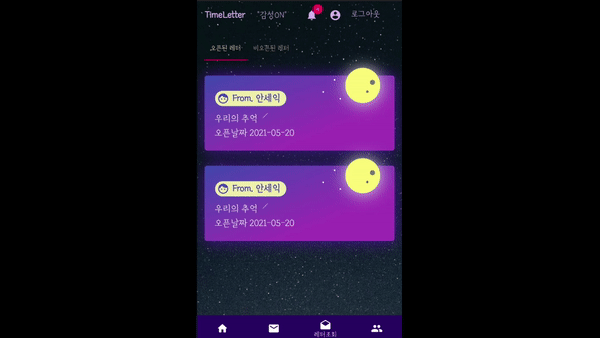 TimeLetter "감성ON" 로그아웃
오픈된 레터 미오픈된 레터
From. 안세익
우리의 추억
오픈날짜 2021-05-20
From. 안세익
우리의 추억
오픈날짜 2021-05-20
레터조회